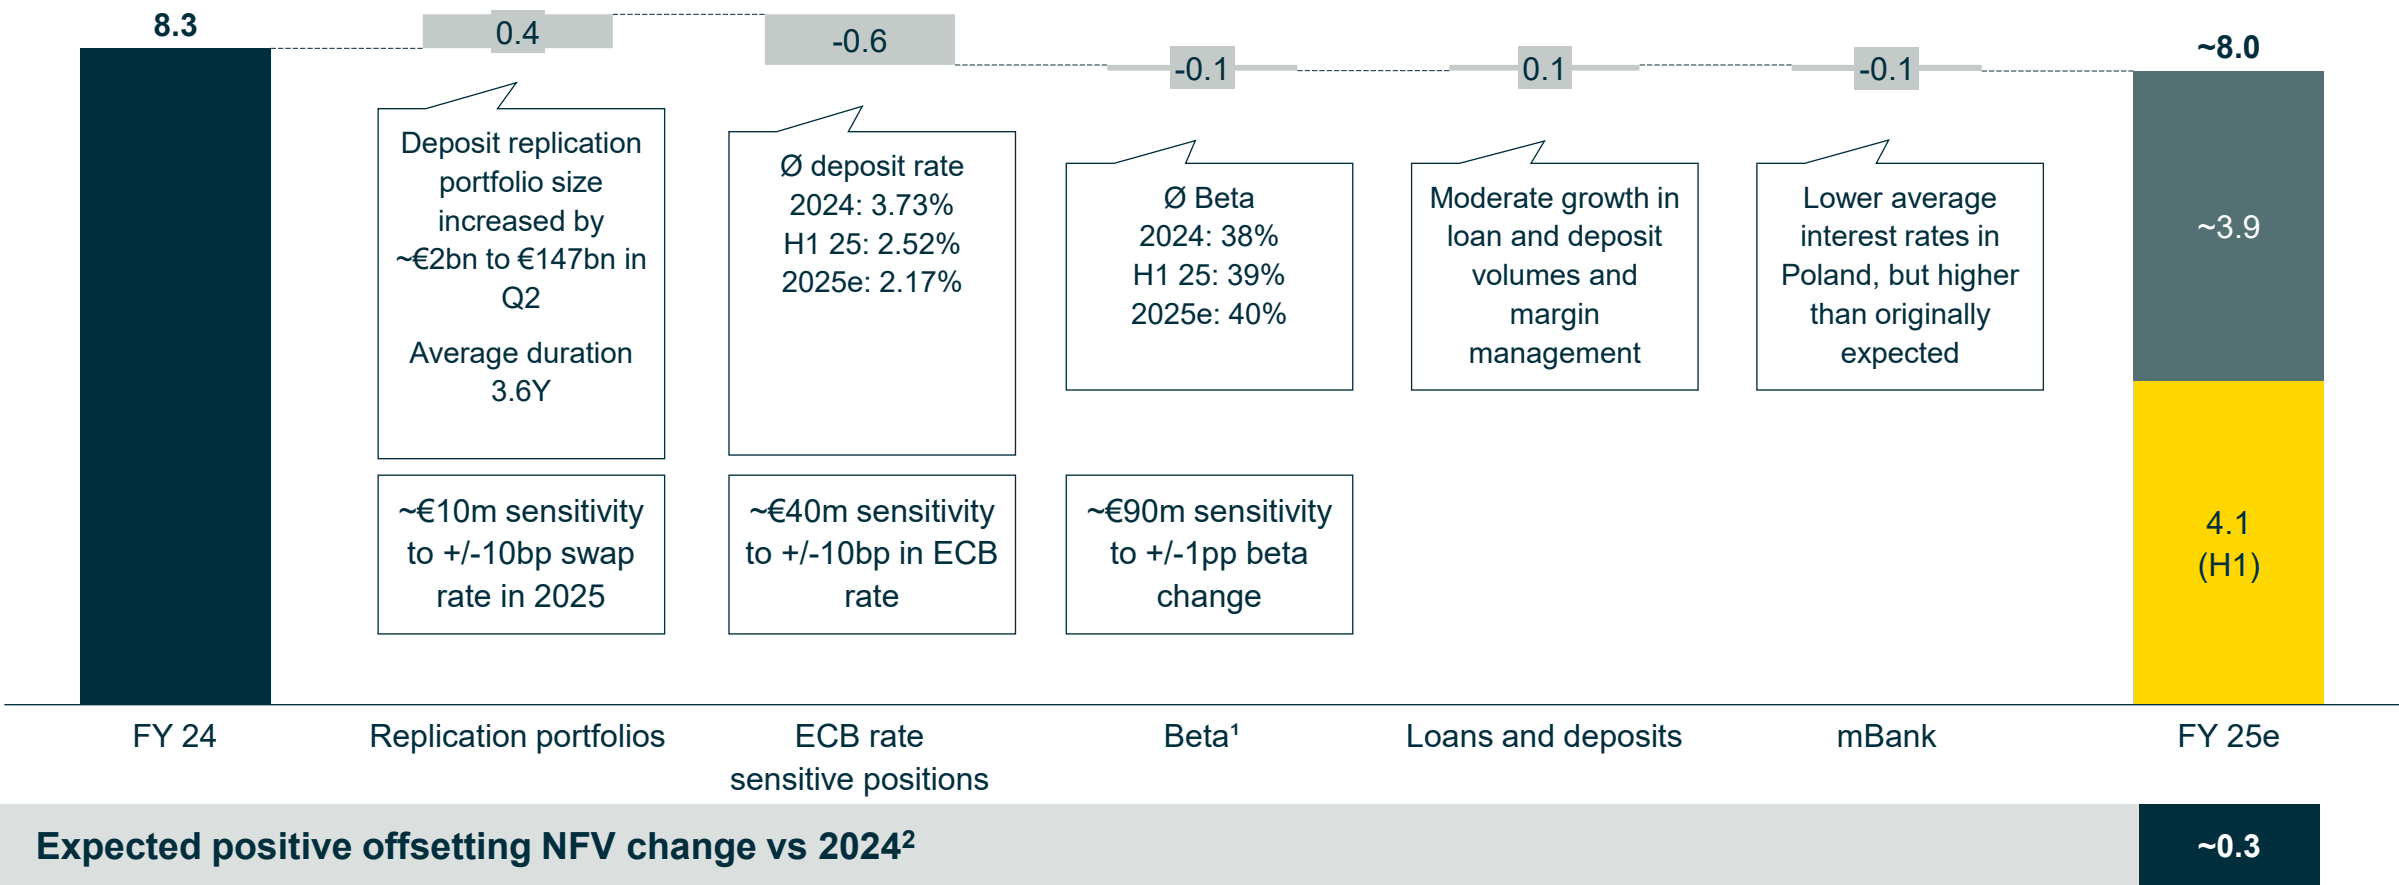 8.3
0.4
-0.6
-0.1
0.1
-0.1
~8.0
Deposit replication
portfolio size
increased by
~€2bn to €147bn in
Q2
Average duration
3.6Y
Ø deposit rate
2024: 3.73%
H1 25: 2.52%
2025e: 2.17%
Ø Beta
2024: 38%
H1 25: 39%
2025e: 40%
Moderate growth in
loan and deposit
volumes and
margin
management
Lower average
interest rates in
Poland, but higher
than originally
expected
~3.9
~€10m sensitivity
to +/-10bp swap
rate in 2025
~€40m sensitivity
to +/-10bp in ECB
rate
~€90m sensitivity
to +/-1pp beta
change
4.1
(H1)
FY 24
Replication portfolios
ECB rate
sensitive positions
Beta¹
Loans and deposits
mBank
FY 25e
Expected positive offsetting NFV change vs 2024²
~0.3